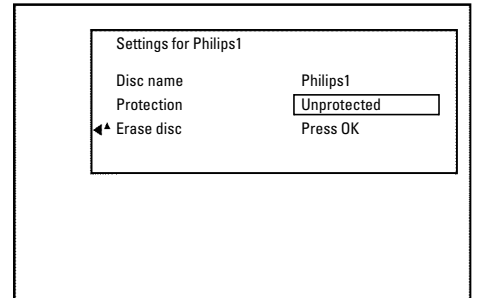 Settings for Philips1
Disc name Philips1
Protection Unprotected
Erase disc Press OK